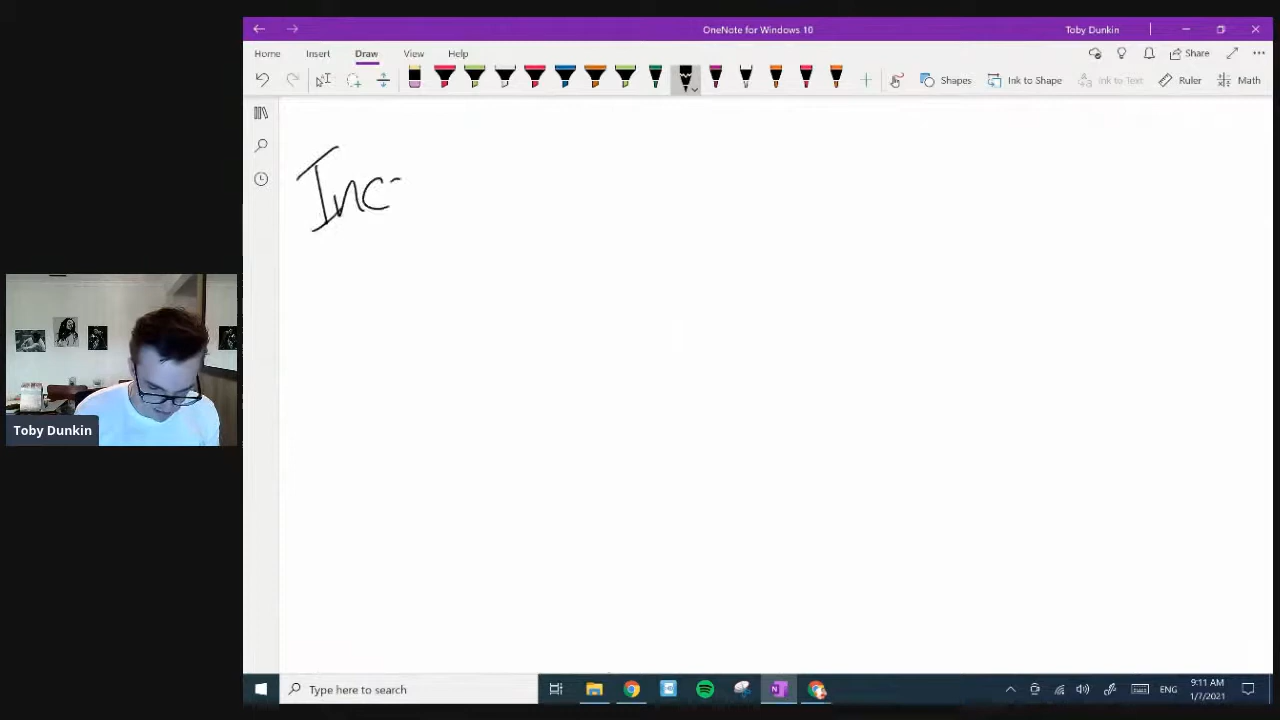 OneNote for Windows 10
Toby Dunkin
Home
Insert
Draw
View
Help
Share
Shapes
Ink to Shape
Ink to Text
Ruler
Math
Inc
Toby Dunkin
Type here to search
ENG
9:11 AM
1/7/2021